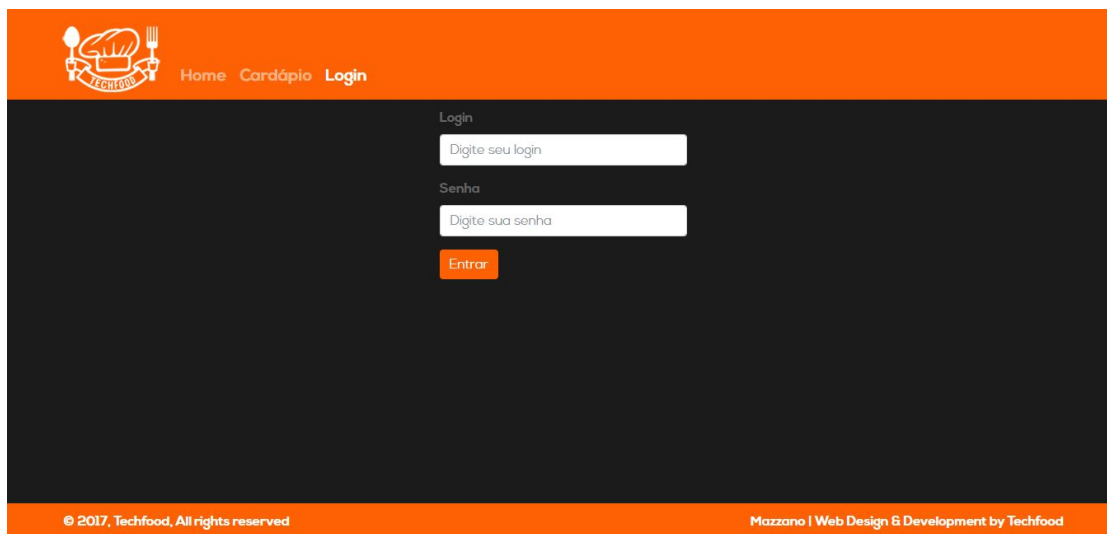 TECHFOOD
Home Cardápio Login
Login
Digite seu login
Senha
Digite sua senha
Entrar
© 2017, Techfood, All rights reserved
Mazzano | Web Design & Development by Techfood